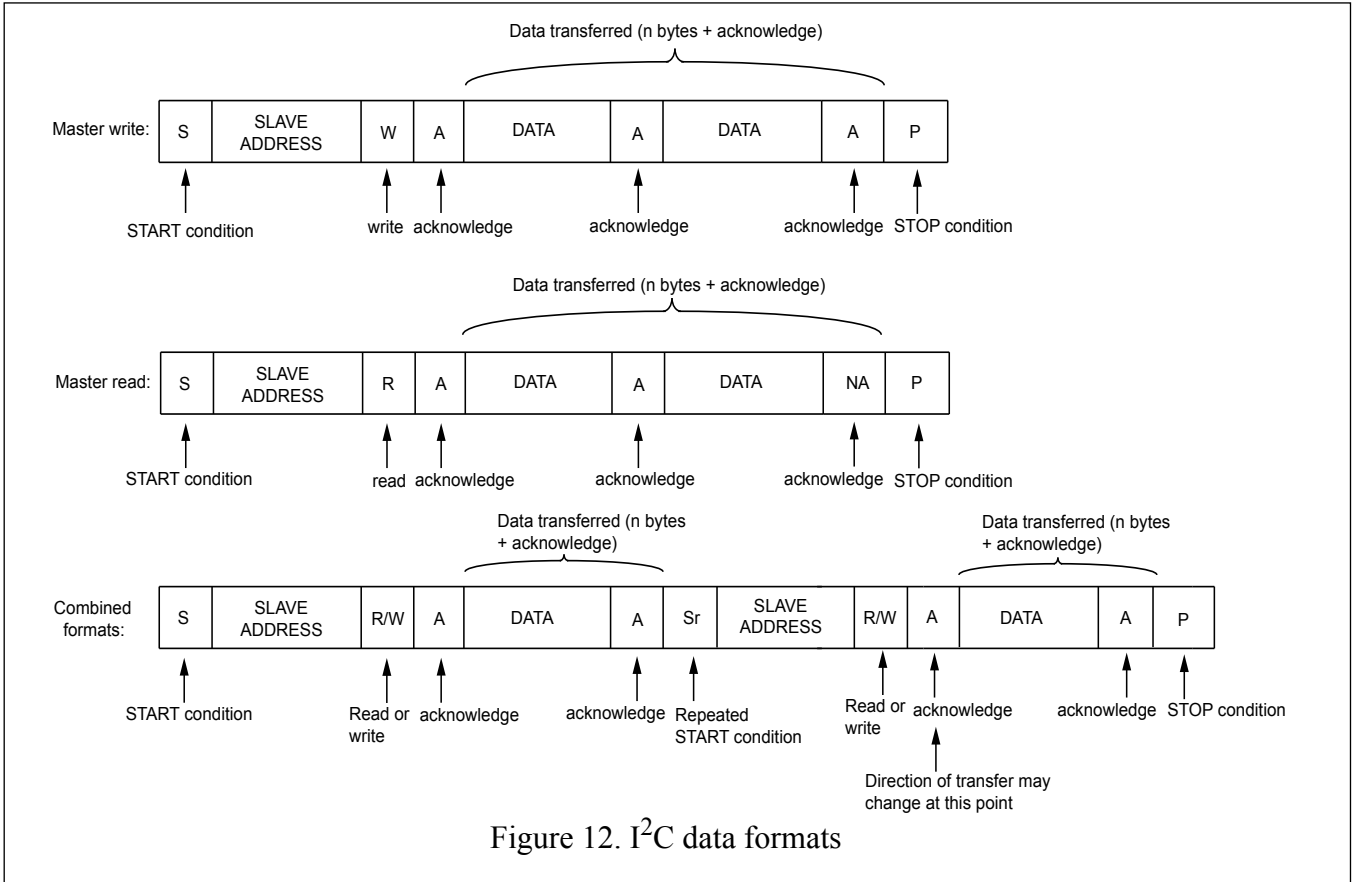 Data transferred (n bytes + acknowledge)
Master write:
S
SLAVE
ADDRESS
W
A
DATA
A
DATA
A
P
START condition
write
acknowledge
acknowledge
acknowledge
STOP condition
Data transferred (n bytes + acknowledge)
Master read:
S
SLAVE
ADDRESS
R
A
DATA
A
DATA
NA
P
START condition
read
acknowledge
acknowledge
acknowledge
STOP condition
Data transferred (n bytes
+ acknowledge)
Data transferred (n bytes
+ acknowledge)
Combined
formats:
S
SLAVE
ADDRESS
R/W
A
DATA
A
Sr
SLAVE
ADDRESS
R/W
A
DATA
A
P
START condition
Read or
write
acknowledge
acknowledge
Repeated
START condition
Read or
write
acknowledge
acknowledge
STOP condition
Direction of transfer may
change at this point
Figure 12. I²C data formats